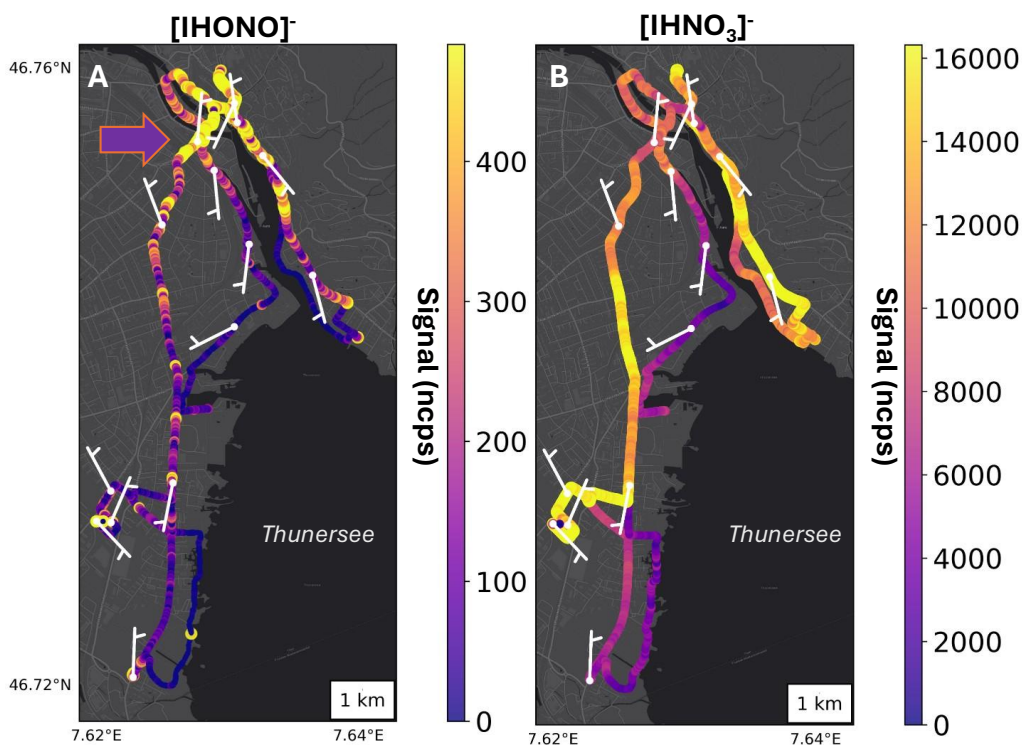 [IHONO]-
[IHNO₃]-
46.76°N
A
B
400
300
200
100
0
Signal (ncps)
16000
14000
12000
10000
8000
6000
4000
2000
0
Signal (ncps)
Thunersee
Thunersee
46.72°N
1 km
1 km
7.62°E
7.64°E
7.62°E
7.64°E